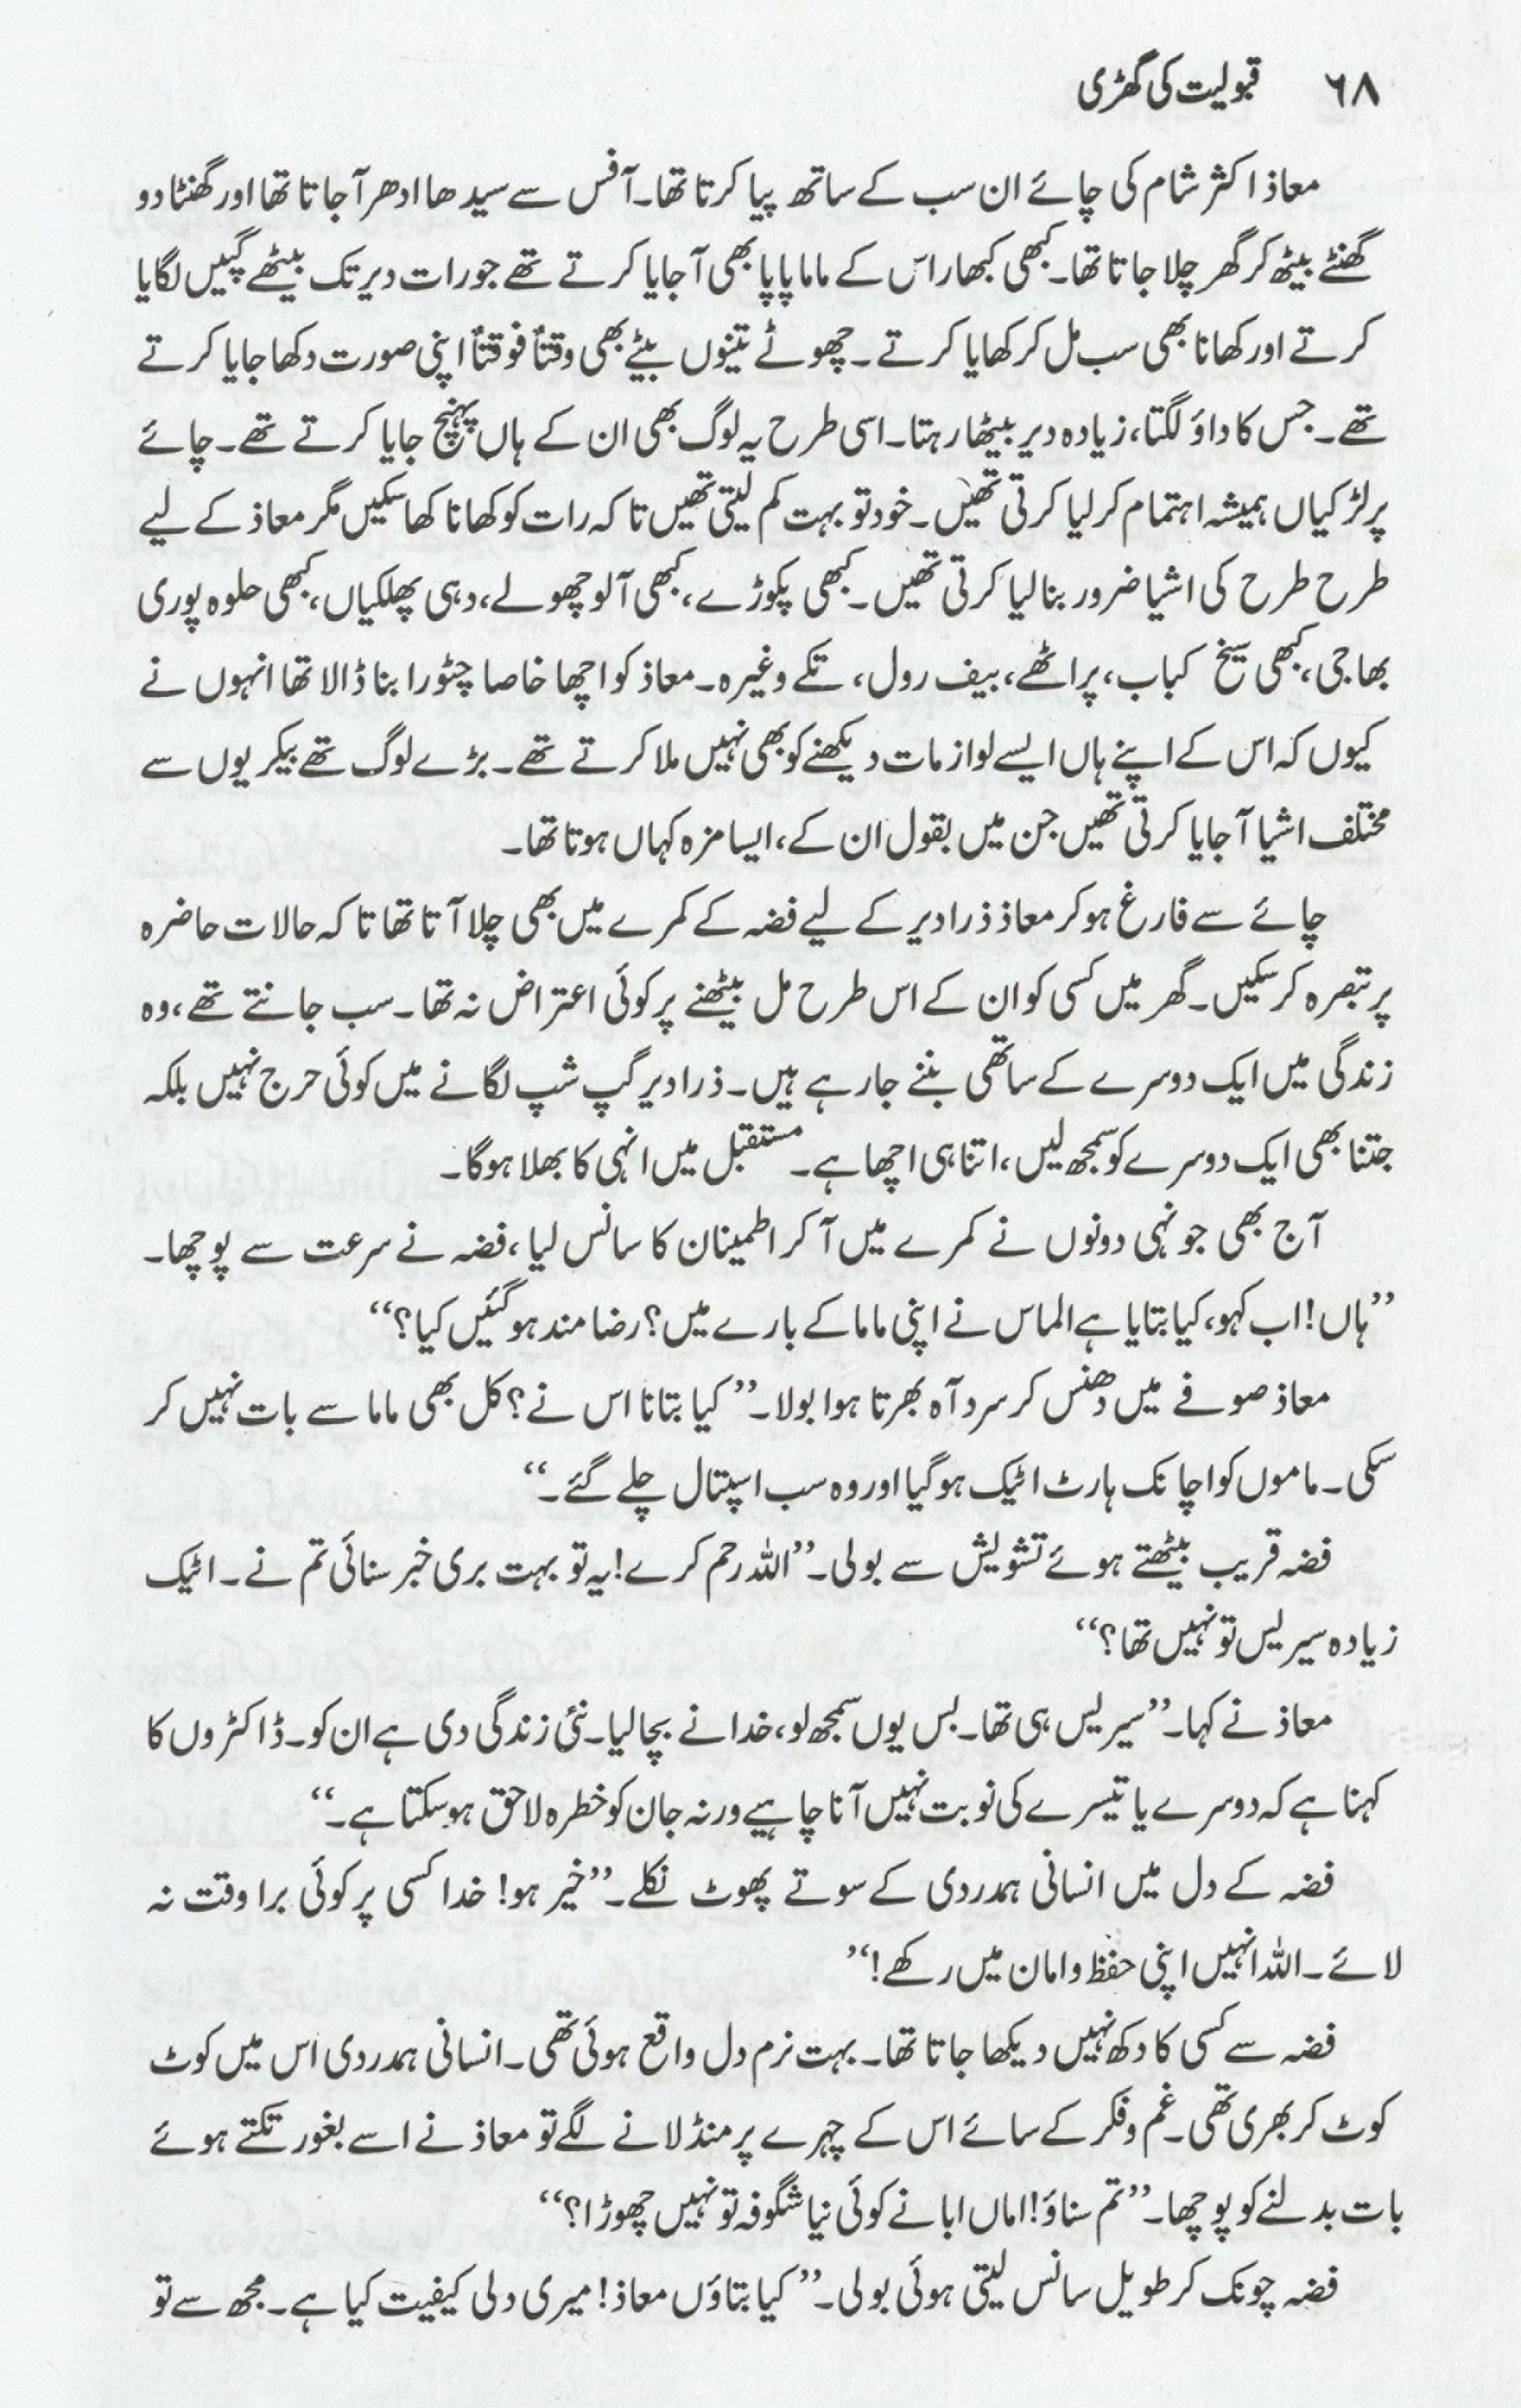 ۶۸ قبولیت کی گھڑی
معاذ اکثر شام کی چائے ان سب کے ساتھ پیا کرتا تھا۔ آفس سے سیدھا ادھر آجاتا تھا اور گھنٹا دو
گھنٹے بیٹھ کر گھر چلا جاتا تھا۔ کبھی کبھار اس کے ماما پاپا بھی آجایا کرتے تھے جو رات دیر تک بیٹھے گپیں لگایا
کرتے اور کھانا بھی سب مل کر کھایا کرتے۔ چھوٹے تینوں بیٹے بھی وقتاً فوقتاً اپنی صورت دکھا جایا کرتے
تھے۔ جس کا داؤ لگتا، زیادہ دیر بیٹھا رہتا۔ اسی طرح یہ لوگ بھی ان کے ہاں پہنچ جایا کرتے تھے۔ چائے
پر لڑکیاں ہمیشہ اہتمام کر لیا کرتی تھیں۔ خود تو بہت کم لیتی تھیں تاکہ رات کو کھانا کھا سکیں مگر معاذ کے لیے
طرح طرح کی اشیا ضرور بنا لیا کرتی تھیں۔ کبھی پکوڑے، کبھی آلو چھولے، دہی پھلکیاں، کبھی حلوہ پوری
بھاجی، کبھی سیخ کباب، پراٹھے، بیف رول، تکے وغیرہ۔ معاذ کو اچھا خاصا چٹورا بنا ڈالا تھا انہوں نے
کیوں کہ اس کے اپنے ہاں ایسے لوازمات دیکھنے کو بھی نہیں ملا کرتے تھے۔ بڑے لوگ تھے بیکریوں سے
مختلف اشیا آجایا کرتی تھیں جن میں بقول ان کے، ایسا مزہ کہاں ہوتا تھا۔
چائے سے فارغ ہو کر معاذ ذرا دیر کے لیے فضہ کے کمرے میں بھی چلا آتا تھا تاکہ حالات حاضرہ
پر تبصرہ کر سکیں۔ گھر میں کسی کو ان کے اس طرح مل بیٹھنے پر کوئی اعتراض نہ تھا۔ سب جانتے تھے، وہ
زندگی میں ایک دوسرے کے ساتھی بننے جا رہے ہیں۔ ذرا دیر گپ شپ لگانے میں کوئی حرج نہیں بلکہ
جتنا بھی ایک دوسرے کو سمجھ لیں، اتنا ہی اچھا ہے۔ مستقبل میں انہی کا بھلا ہوگا۔
آج بھی جونہی دونوں نے کمرے میں آکر اطمینان کا سانس لیا، فضہ نے سرعت سے پوچھا۔
”ہاں! اب کہو، کیا بتایا ہے الماس نے اپنی ماما کے بارے میں؟ رضامند ہوگئیں کیا؟“
معاذ صوفے میں دھنس کر سرد آہ بھرتا ہوا بولا۔ ”کیا بتانا اس نے؟ کل بھی ماما سے بات نہیں کر
سکی۔ ماموں کو اچانک ہارٹ اٹیک ہوگیا اور وہ سب اسپتال چلے گئے۔“
فضہ قریب بیٹھتے ہوئے تشویش سے بولی۔ ”اللہ رحم کرے! یہ تو بہت بری خبر سنائی تم نے۔ اٹیک
زیادہ سیریس تو نہیں تھا؟“
معاذ نے کہا۔ ”سیریس ہی تھا۔ بس یوں سمجھ لو، خدا نے بچا لیا۔ نئی زندگی دی ہے ان کو۔ ڈاکٹروں کا
کہنا ہے کہ دوسرے یا تیسرے کی نوبت نہیں آنا چاہیے ورنہ جان کو خطرہ لاحق ہوسکتا ہے۔“
فضہ کے دل میں انسانی ہمدردی کے سوتے پھوٹ نکلے۔ ”خیر ہو! خدا کسی پر کوئی برا وقت نہ
لائے۔ اللہ انہیں اپنی حفظ و امان میں رکھے!“
فضہ سے کسی کا دکھ نہیں دیکھا جاتا تھا۔ بہت نرم دل واقع ہوئی تھی۔ انسانی ہمدردی اس میں کوٹ
کوٹ کر بھری تھی۔ غم و فکر کے سائے اس کے چہرے پر منڈلانے لگے تو معاذ نے اسے بغور تکتے ہوئے
بات بدلنے کو پوچھا۔ ”تم سناؤ! اماں ابا نے کوئی نیا شگوفہ تو نہیں چھوڑا؟“
فضہ چونک کر طویل سانس لیتی ہوئی بولی۔ ”کیا بتاؤں معاذ! میری دلی کیفیت کیا ہے۔ مجھ سے تو